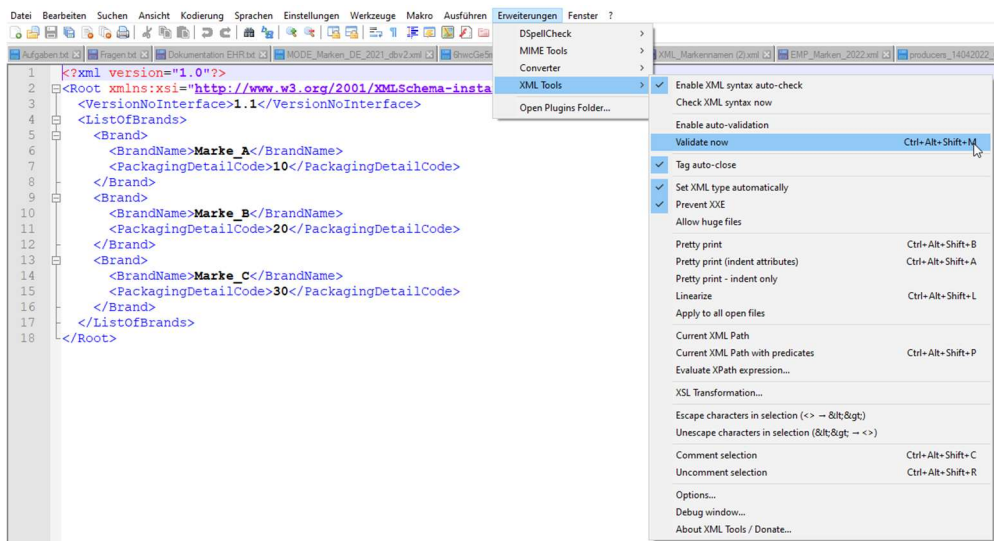 Datei Bearbeiten Suchen Ansicht Kodierung Sprachen Einstellungen Werkzeuge Makro Ausführen Erweiterungen Fenster ?
Aufgaben.txt Fragen.txt Dokumentation EHR.txt MODE_Marken_DE_2021_dbv2.xml XML_Markennamen (2).xml EMP_Marken_2022.xml producers_14042022_
DSpellCheck
MIME Tools
Converter
XML Tools
Open Plugins Folder...
Enable XML syntax auto-check
Check XML syntax now
Enable auto-validation
Validate now Ctrl+Alt+Shift+M
Tag auto-close
Set XML type automatically
Prevent XXE
Allow huge files
Pretty print Ctrl+Alt+Shift+B
Pretty print (indent attributes) Ctrl+Alt+Shift+A
Pretty print - indent only
Linearize Ctrl+Alt+Shift+L
Apply to all open files
Current XML Path
Current XML Path with predicates Ctrl+Alt+Shift+P
Evaluate XPath expression...
XSL Transformation...
Escape characters in selection (<> → &lt;&gt;)
Unescape characters in selection (&lt;&gt; → <>)
Comment selection Ctrl+Alt+Shift+C
Uncomment selection Ctrl+Alt+Shift+R
Options...
Debug window...
About XML Tools / Donate...
1 <?xml version="1.0"?>
2 <Root xmlns:xsi="http://www.w3.org/2001/XMLSchema-insta
3 <VersionNoInterface>1.1</VersionNoInterface>
4 <ListOfBrands>
5 <Brand>
6 <BrandName>Marke_A</BrandName>
7 <PackagingDetailCode>10</PackagingDetailCode>
8 </Brand>
9 <Brand>
10 <BrandName>Marke_B</BrandName>
11 <PackagingDetailCode>20</PackagingDetailCode>
12 </Brand>
13 <Brand>
14 <BrandName>Marke_C</BrandName>
15 <PackagingDetailCode>30</PackagingDetailCode>
16 </Brand>
17 </ListOfBrands>
18 </Root>